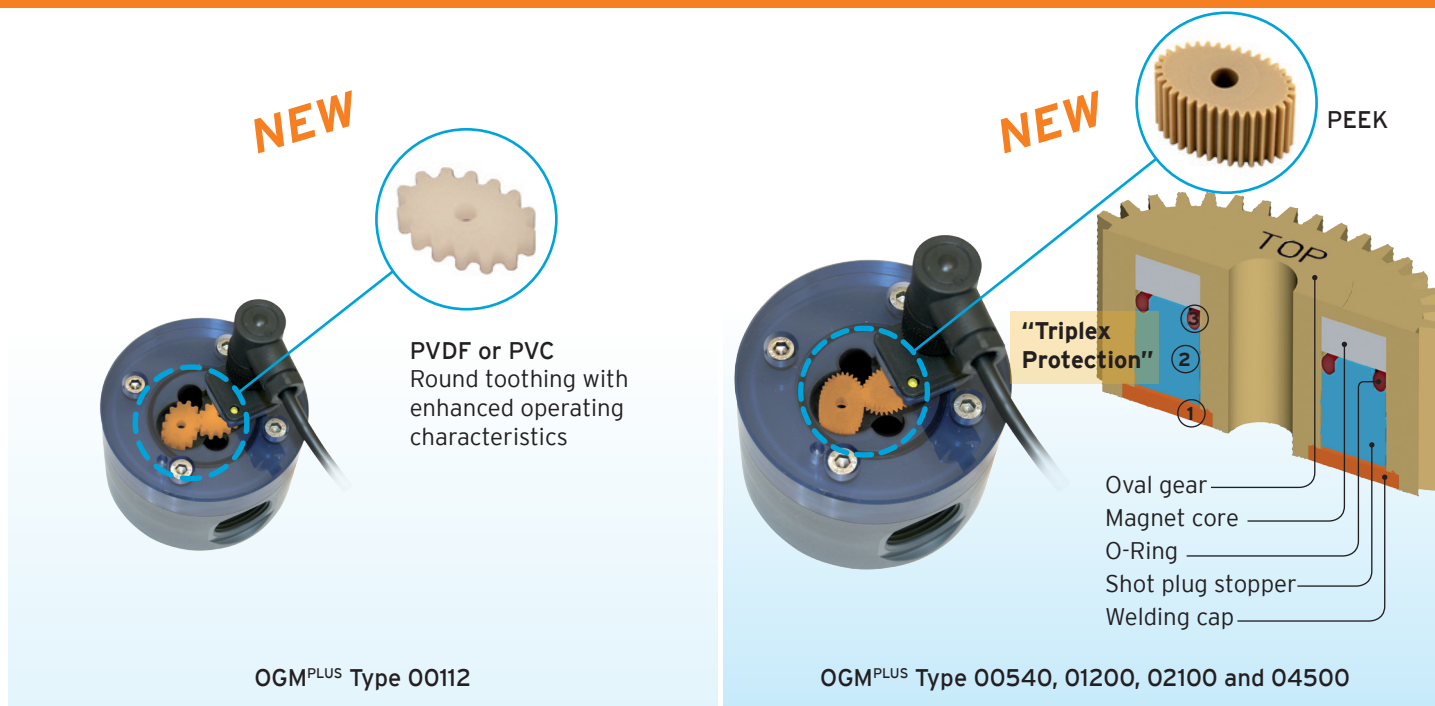 NEW
PVDF or PVC
Round toothing with
enhanced operating
characteristics
OGMPLUS Type 00112
NEW
PEEK
TOP
“Triplex
Protection”
3
2
1
Oval gear
Magnet core
O-Ring
Shot plug stopper
Welding cap
OGMPLUS Type 00540, 01200, 02100 and 04500